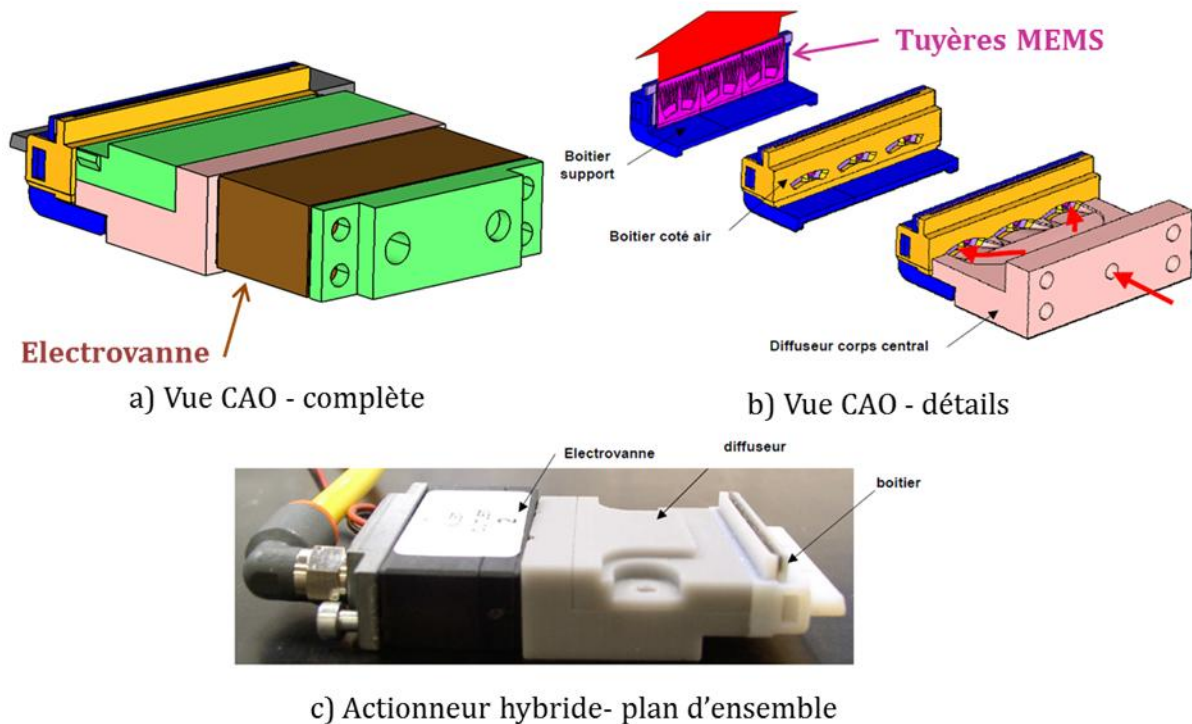 Tuyères MEMS
Boitier
support
Boitier coté air
Diffuseur corps central
Electrovanne
a) Vue CAO - complète
b) Vue CAO - détails
Electrovanne
diffuseur
boitier
c) Actionneur hybride- plan d'ensemble